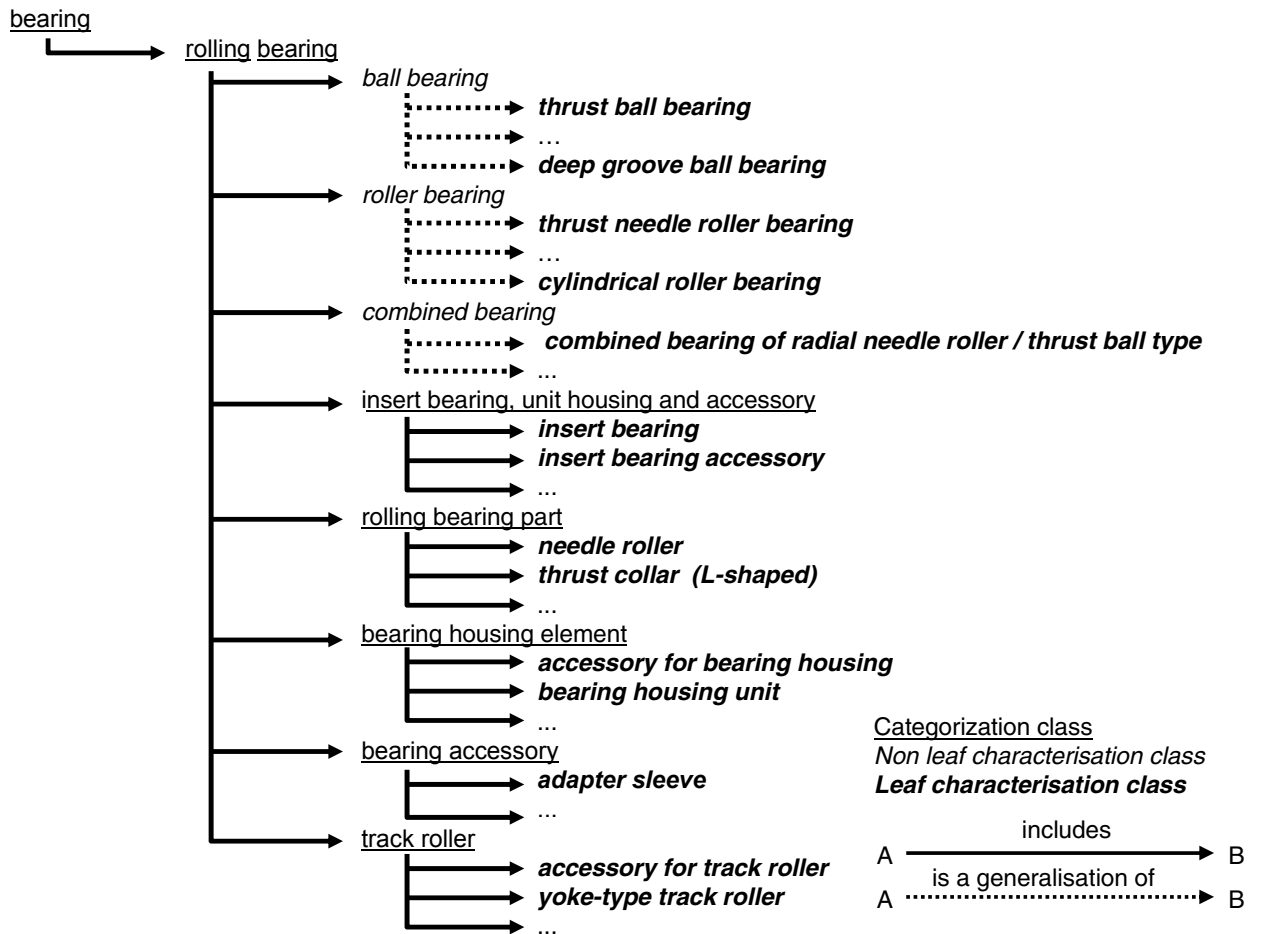 bearing
rolling bearing
ball bearing
thrust ball bearing
…
deep groove ball bearing
roller bearing
thrust needle roller bearing
…
cylindrical roller bearing
combined bearing
combined bearing of radial needle roller / thrust ball type
...
insert bearing, unit housing and accessory
insert bearing
insert bearing accessory
...
rolling bearing part
needle roller
thrust collar (L-shaped)
...
bearing housing element
accessory for bearing housing
bearing housing unit
...
bearing accessory
adapter sleeve
...
track roller
accessory for track roller
yoke-type track roller
...
Categorization class
Non leaf characterisation class
Leaf characterisation class
includes
A B
is a generalisation of
A B